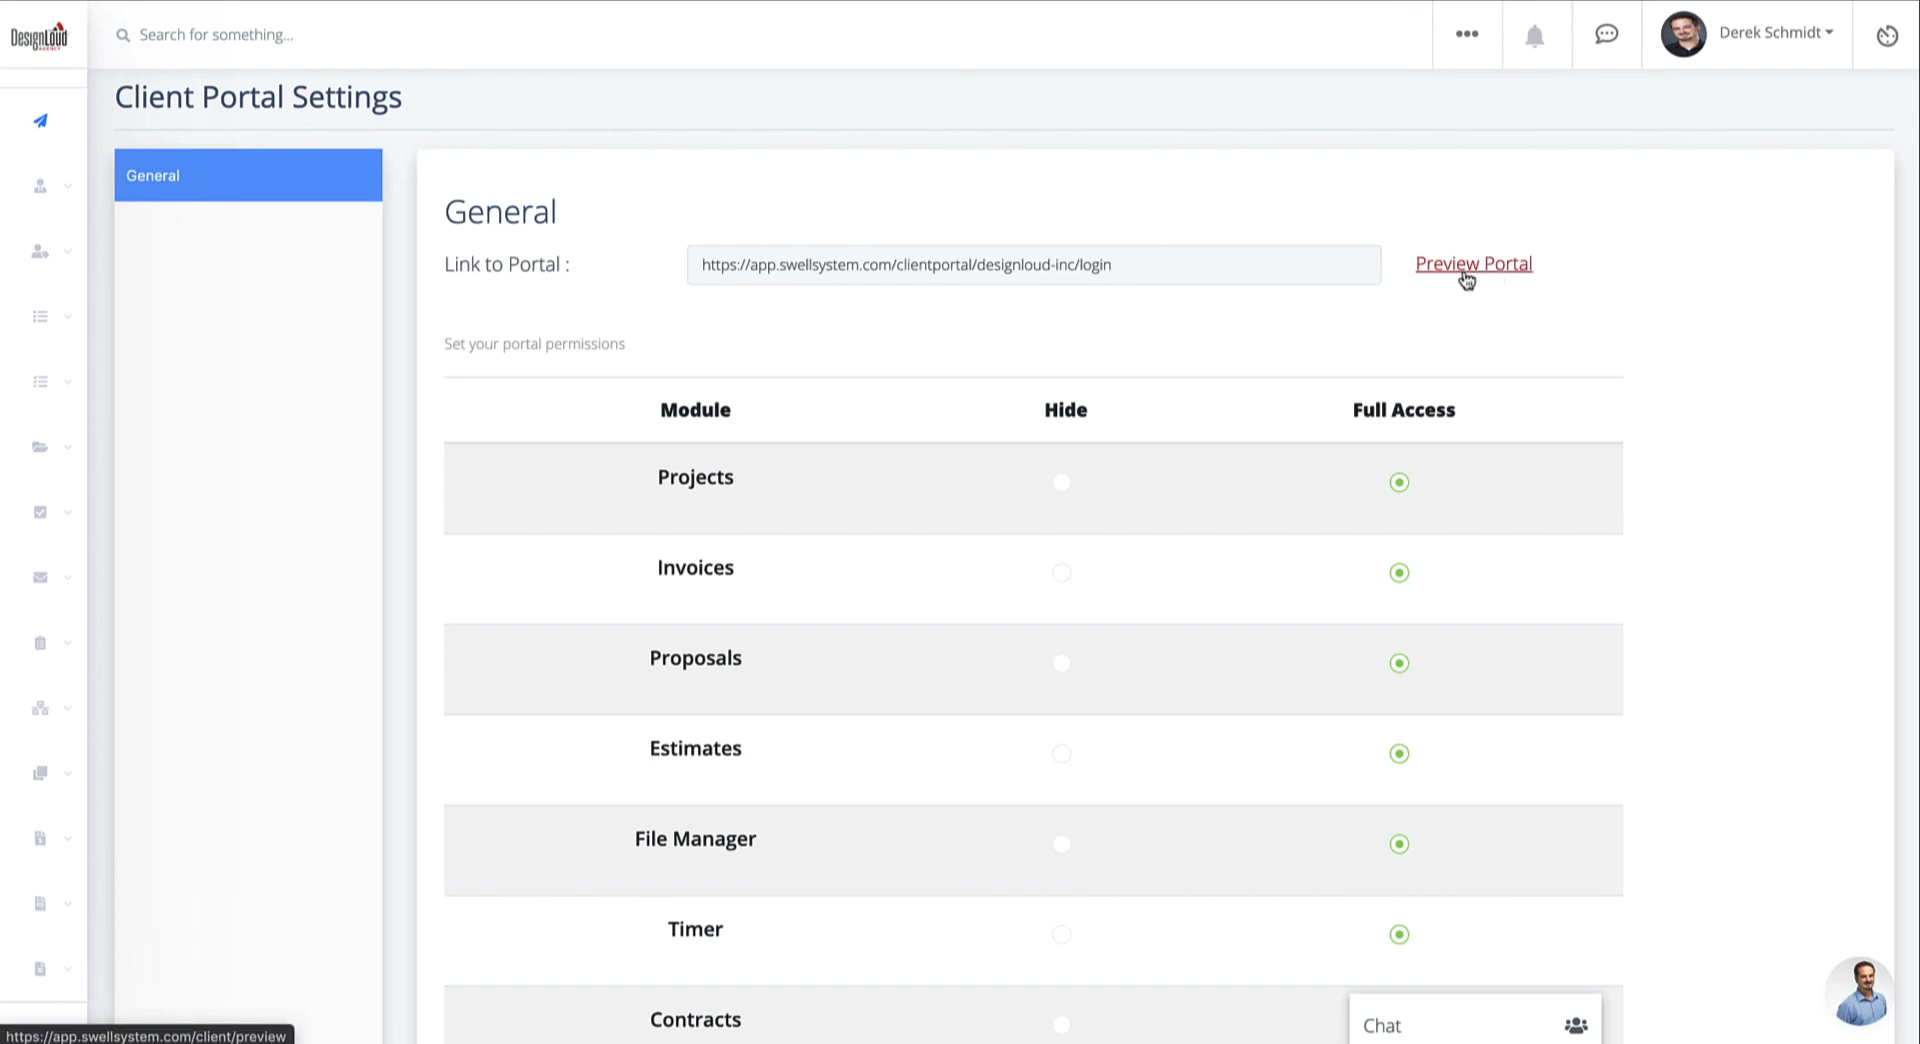 DesignLoud
AGENCY
Search for something...
Derek Schmidt
Client Portal Settings
General
General
Link to Portal :
https://app.swellsystem.com/clientportal/designloud-inc/login
Preview Portal
Set your portal permissions
Module Hide Full Access
Projects
Invoices
Proposals
Estimates
File Manager
Timer
Contracts
Chat
https://app.swellsystem.com/client/preview